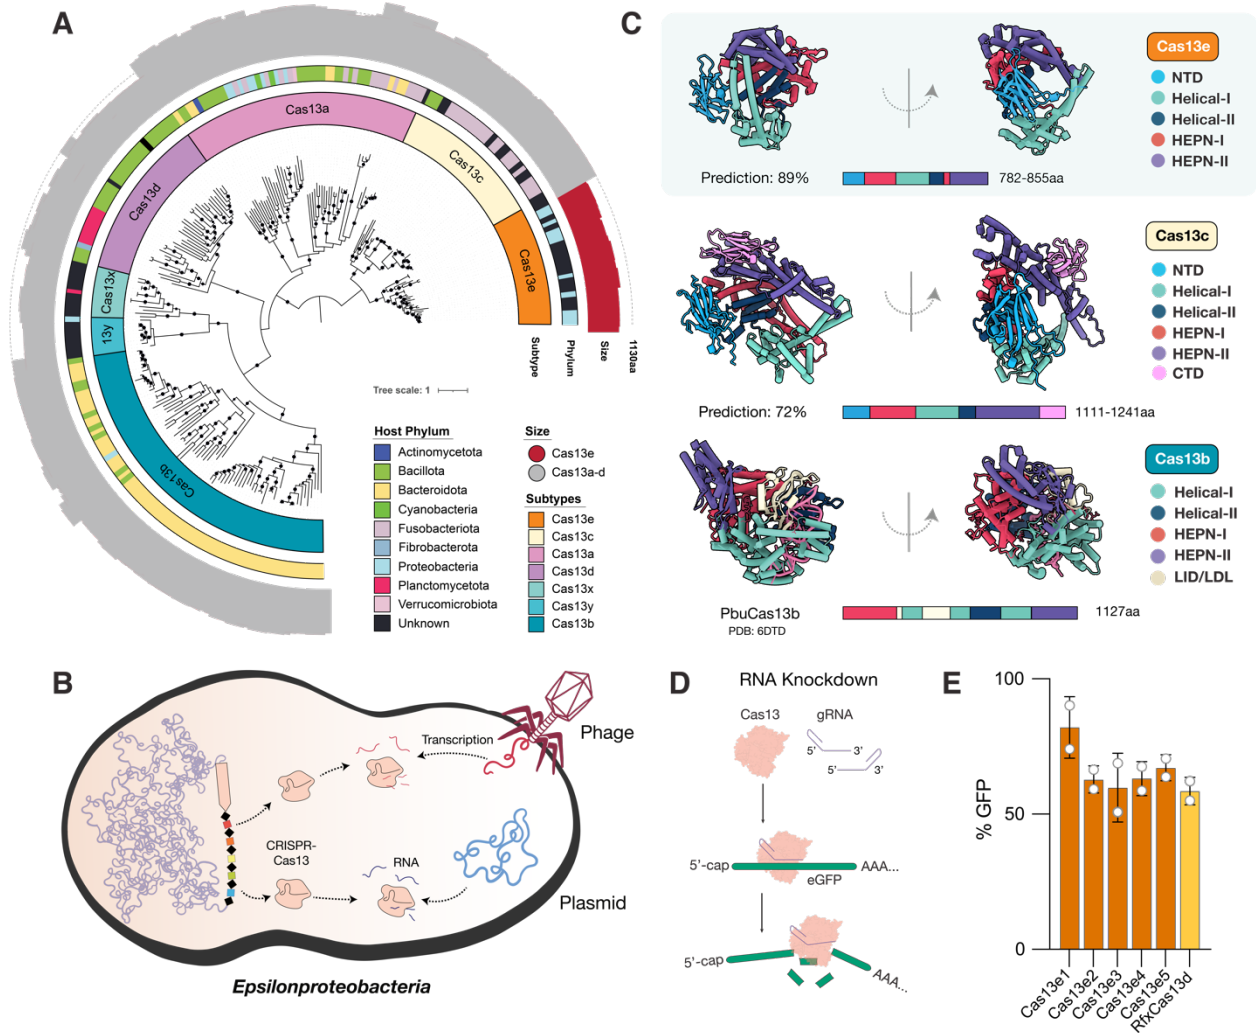 A
Cas13a
Cas13c
Cas13d
Cas13e
Cas13x
13y
Cas13b
Subtype
Phylum
Size
1130aa
Tree scale: 1
Host Phylum
Actinomycetota
Bacillota
Bacteroidota
Cyanobacteria
Fusobacteriota
Fibrobacterota
Proteobacteria
Planctomycetota
Verrucomicrobiota
Unknown
Size
Cas13e
Cas13a-d
Subtypes
Cas13e
Cas13c
Cas13a
Cas13d
Cas13x
Cas13y
Cas13b
C
Cas13e
NTD
Helical-I
Helical-II
HEPN-I
HEPN-II
Prediction: 89%
782-855aa
Cas13c
NTD
Helical-I
Helical-II
HEPN-I
HEPN-II
CTD
Prediction: 72%
1111-1241aa
Cas13b
Helical-I
Helical-II
HEPN-I
HEPN-II
LID/LDL
PbuCas13b
PDB: 6DTD
1127aa
B
Transcription
Phage
CRISPR-
Cas13
RNA
Plasmid
Epsilonproteobacteria
D
RNA Knockdown
Cas13
gRNA
5' 3'
5' 3'
5'-cap
AAA...
eGFP
5'-cap
AAA...
E
% GFP
100
50
0
Cas13e1
Cas13e2
Cas13e3
Cas13e4
Cas13e5
RfxCas13d